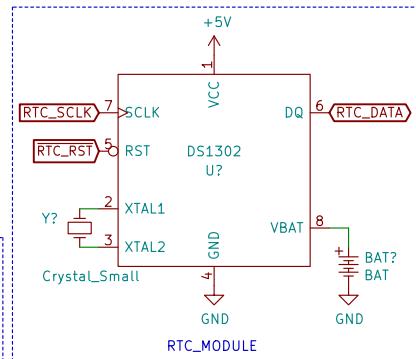 +5V
1
VCC
RTC_SCLK 7 SCLK
DQ 6 RTC_DATA
RTC_RST 5 RST
DS1302
U?
2 XTAL1
Y?
3 XTAL2
Crystal_Small
VBAT 8
GND
4
+
BAT?
BAT
GND
GND
RTC_MODULE